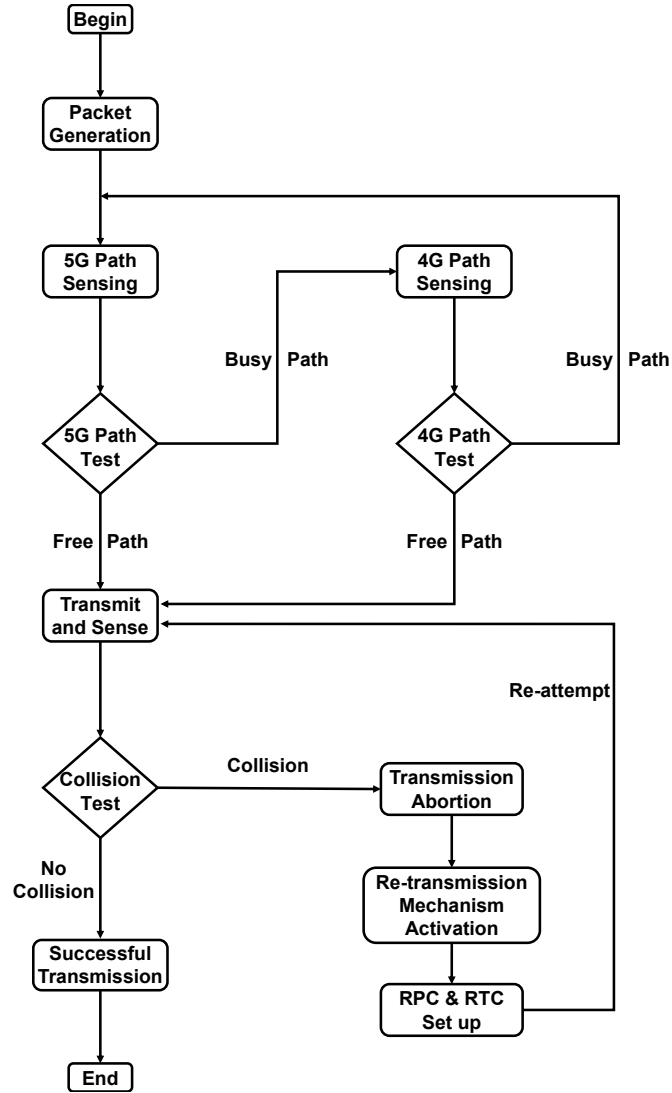 Begin
Packet
Generation
5G Path
Sensing
4G Path
Sensing
Busy Path
Busy Path
5G Path
Test
4G Path
Test
Free Path
Free Path
Transmit
and Sense
Re-attempt
Collision
Test
Collision
Transmission
Abortion
No
Collision
Re-transmission
Mechanism
Activation
Successful
Transmission
RPC & RTC
Set up
End